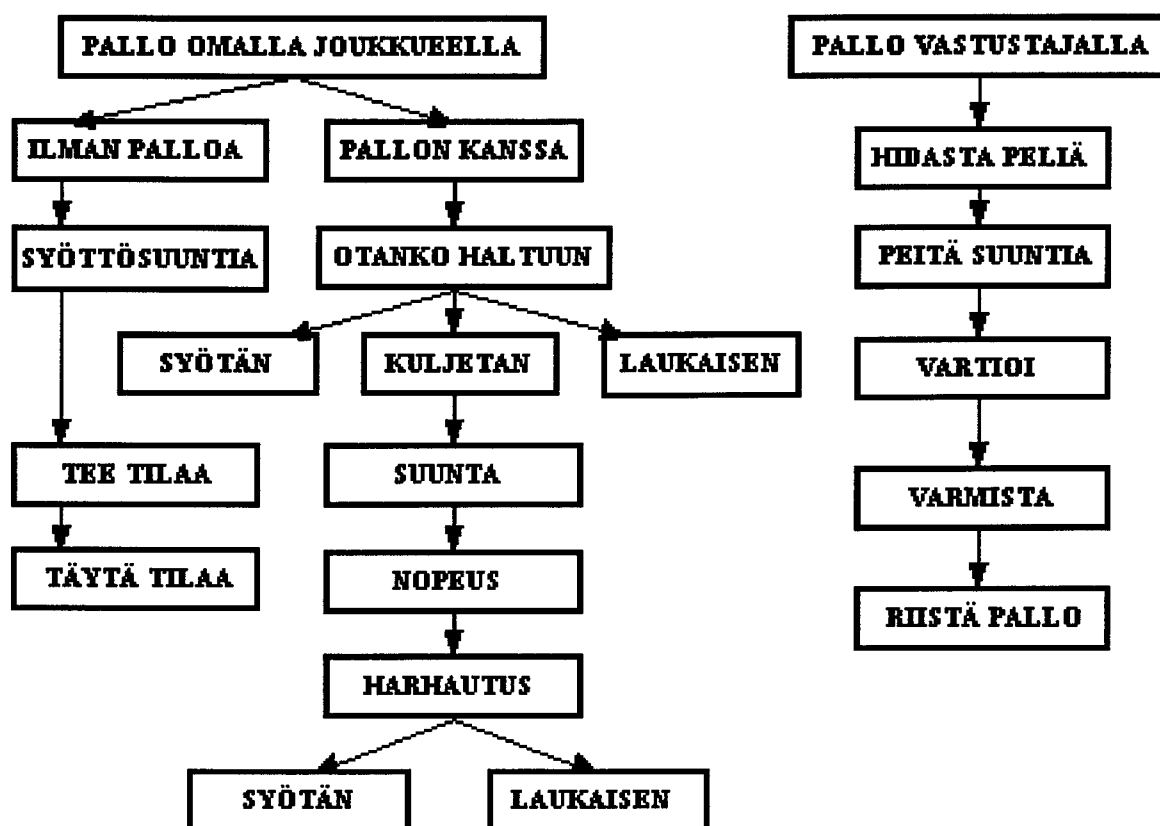 PALLO OMALLA JOUKKUEELLA
PALLO VASTUSTAJALLA
ILMAN PALLOA
PALLON KANSSA
HIDASTA PELIÄ
SYÖTTÖSUUNTIA
OTANKO HALTUUN
PEITÄ SUUNTIA
SYÖTÄN
KULJETAN
LAUKAISEN
VARTIOI
TEE TILAA
SUUNTA
VARMISTA
TÄYTÄ TILAA
NOPEUS
RIISTÄ PALLO
HARHAUTUS
SYÖTÄN
LAUKAISEN